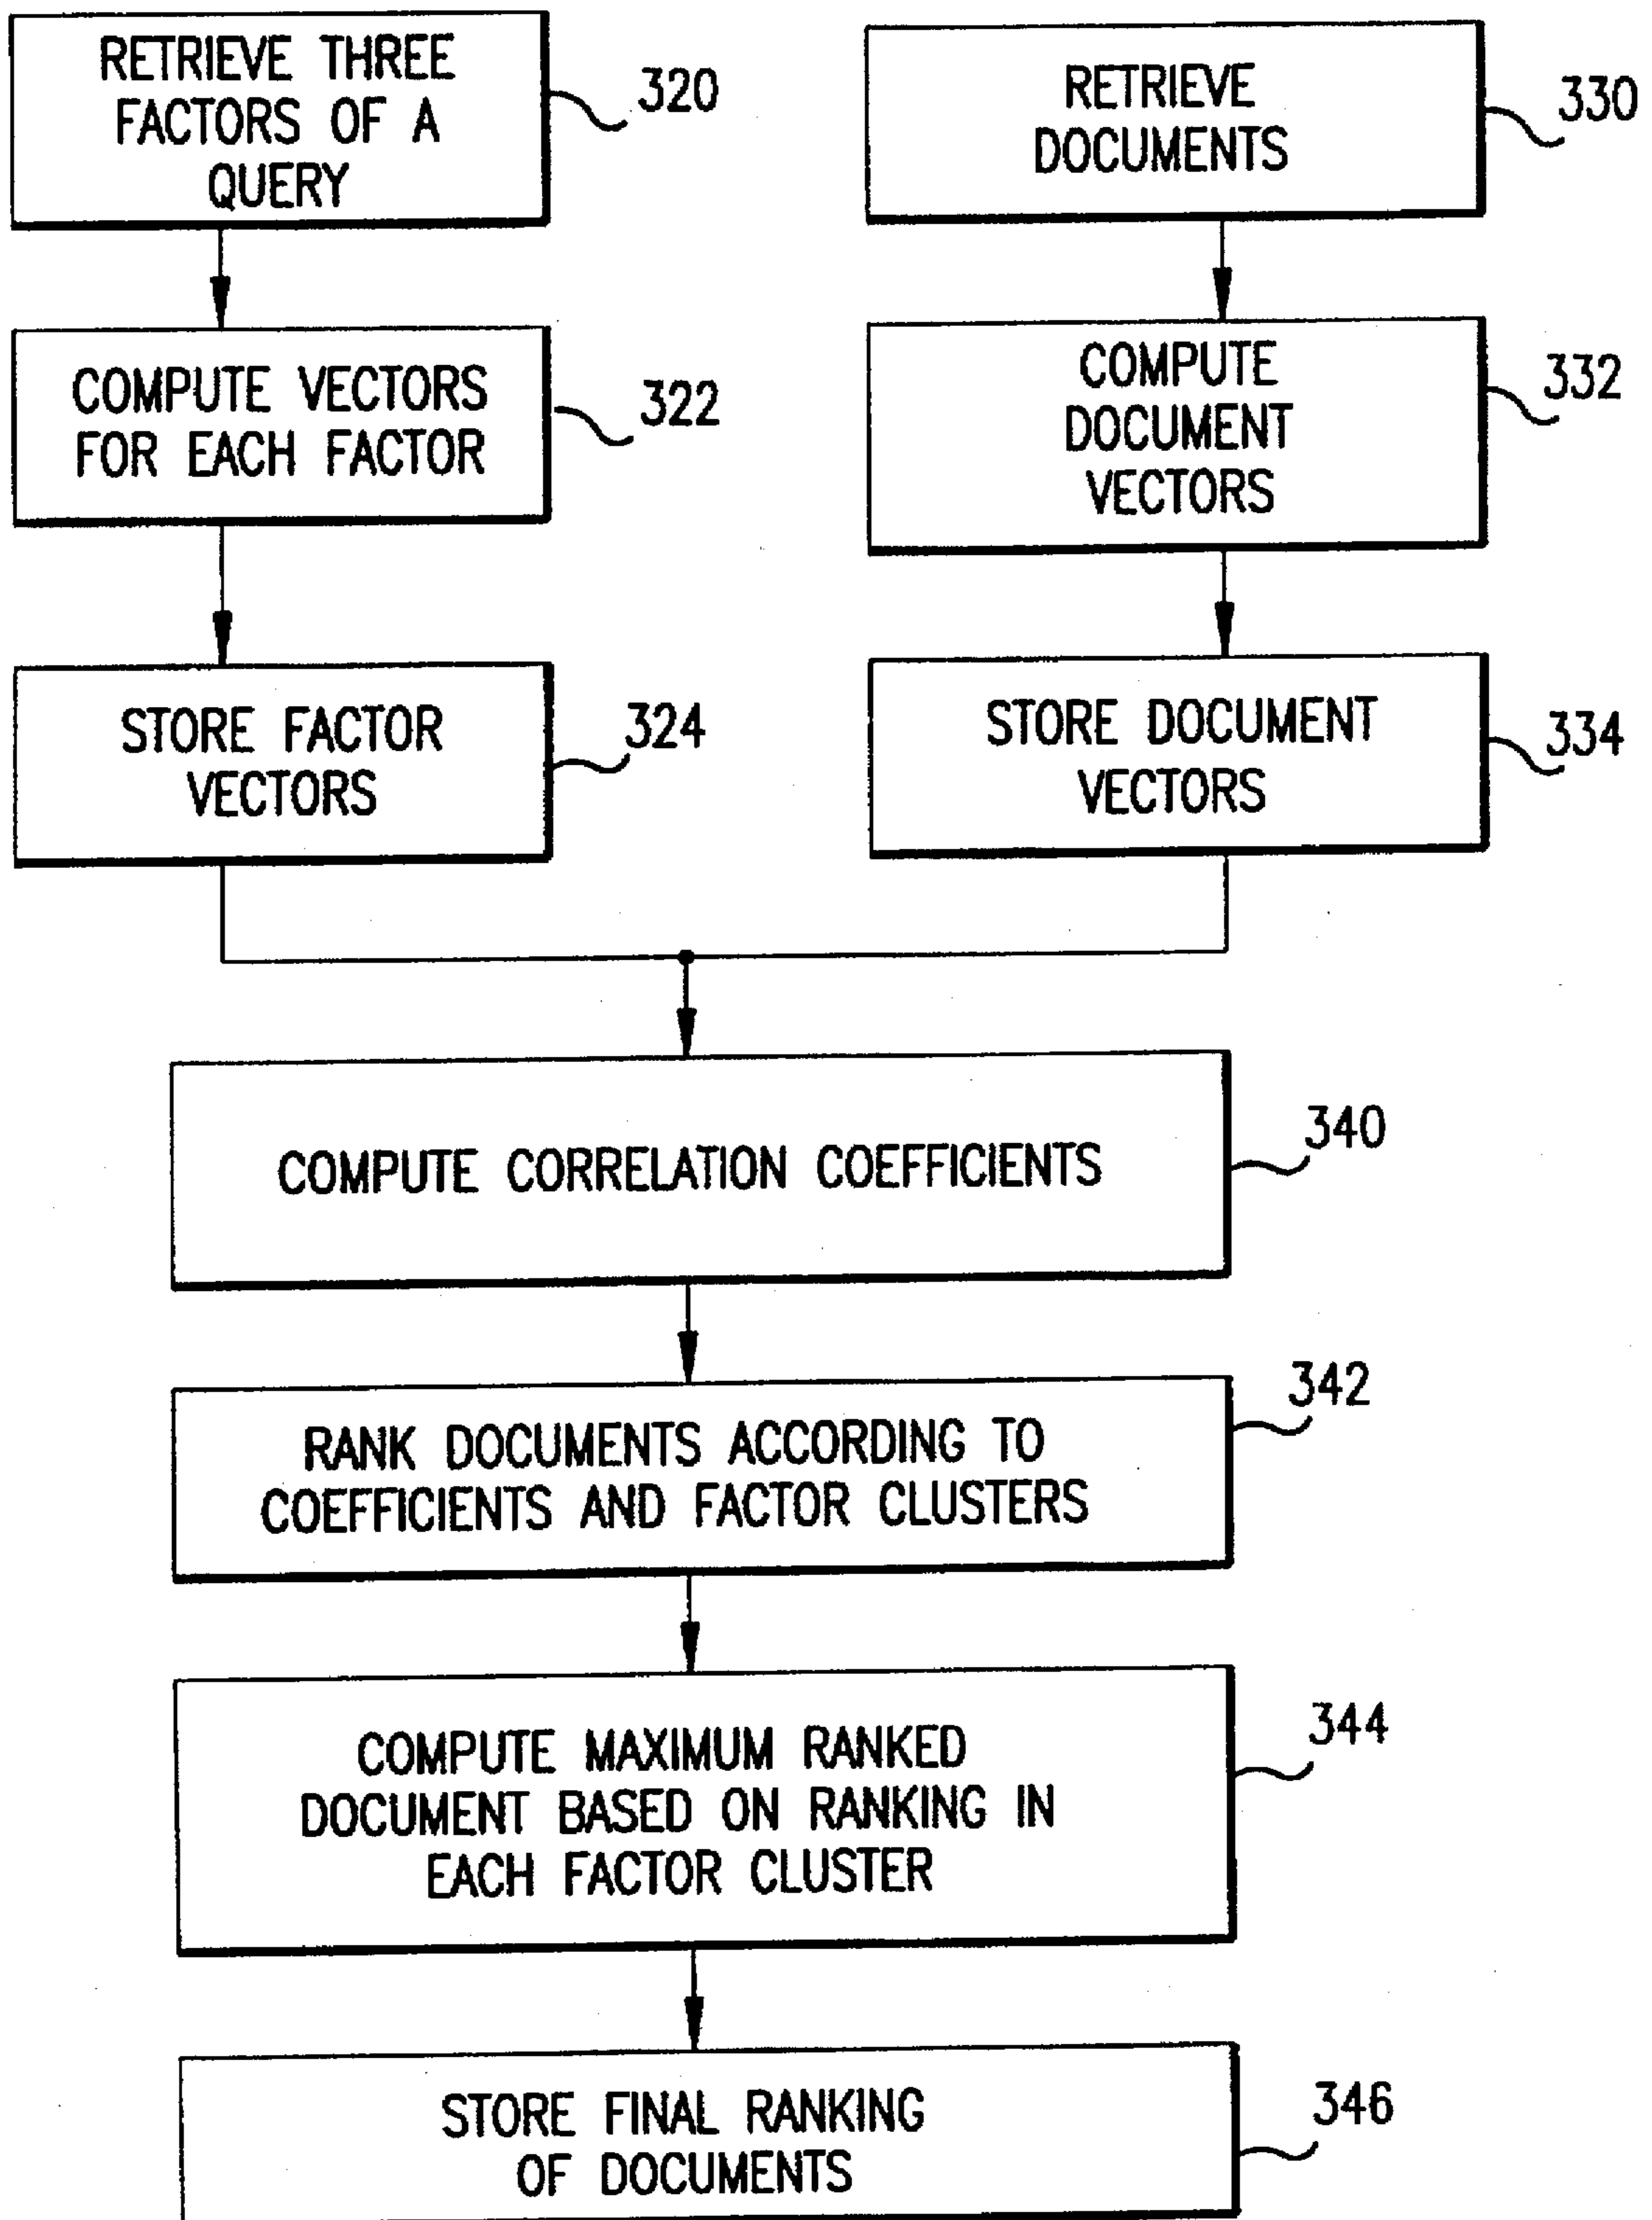 RETRIEVE THREE
FACTORS OF A
QUERY
320
COMPUTE VECTORS
FOR EACH FACTOR
322
STORE FACTOR
VECTORS
324
RETRIEVE
DOCUMENTS
330
COMPUTE
DOCUMENT
VECTORS
332
STORE DOCUMENT
VECTORS
334
COMPUTE CORRELATION COEFFICIENTS
340
RANK DOCUMENTS ACCORDING TO
COEFFICIENTS AND FACTOR CLUSTERS
342
COMPUTE MAXIMUM RANKED
DOCUMENT BASED ON RANKING IN
EACH FACTOR CLUSTER
344
STORE FINAL RANKING
OF DOCUMENTS
346